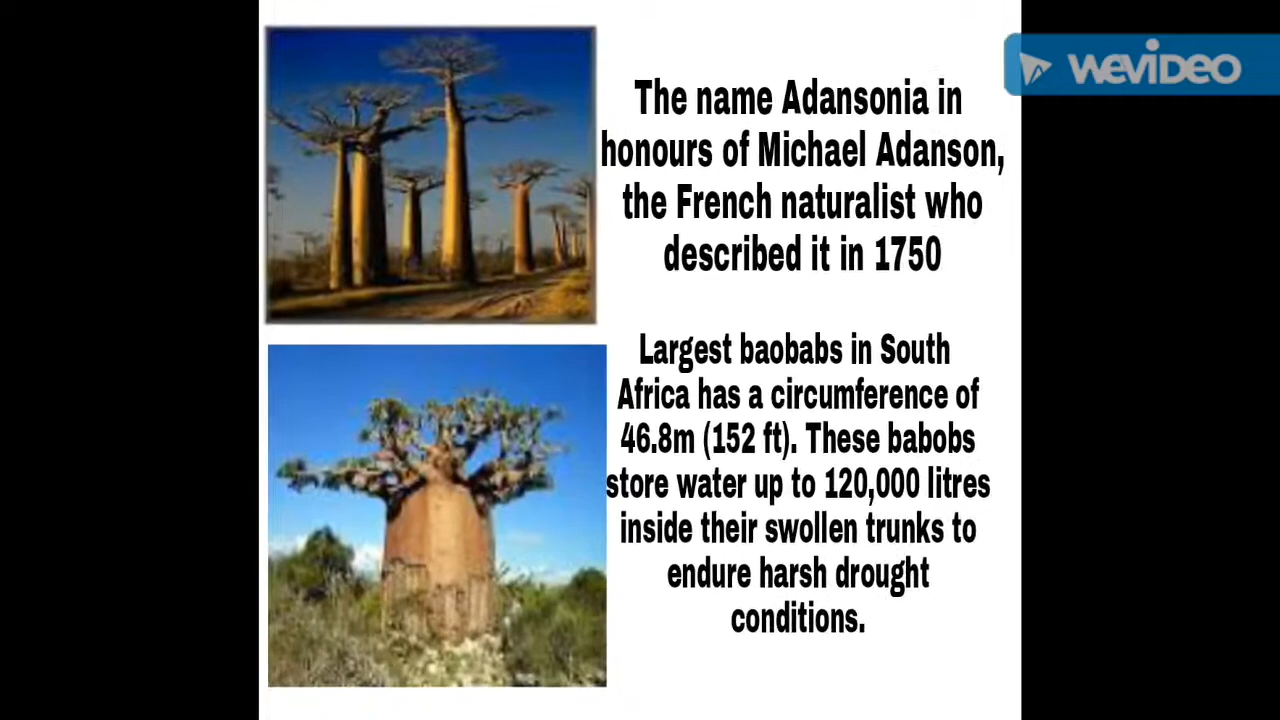 WEVIDEO
The name Adansonia in
honours of Michael Adanson,
the French naturalist who
described it in 1750
Largest baobabs in South
Africa has a circumference of
46.8m (152 ft). These babobs
store water up to 120,000 litres
inside their swollen trunks to
endure harsh drought
conditions.